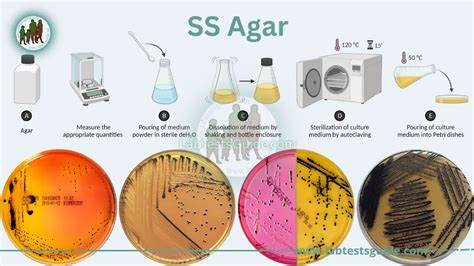 SS Agar
120 °C
15'
50 °C
A
B
C
D
E
Agar
Measure the
appropriate quantities
Pouring of medium
powder in sterile deH₂O
Dissolution of medium by
shaking and bottle enclosure
Sterilization of culture
medium by autoclaving
Pouring of culture
medium into Petri dishes
Labtestsguide.com
www.labtestsguide.com